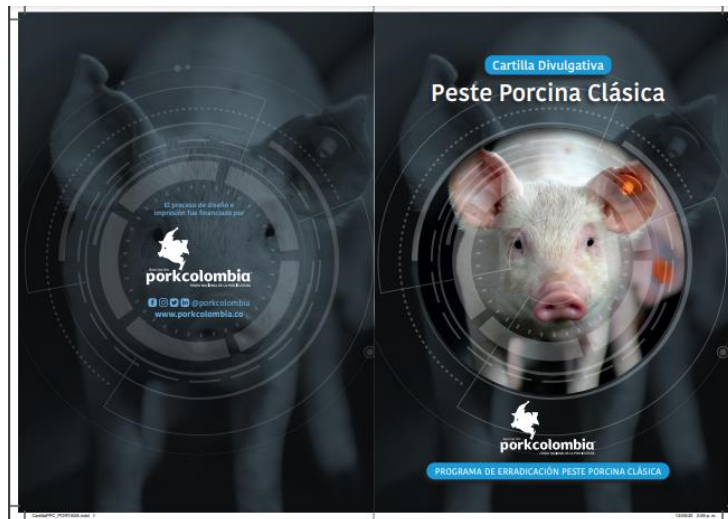 El proceso de diseño e
impresión fue financiado por
porkcolombia
@porkcolombia
www.porkcolombia.co
Cartilla Divulgativa
Peste Porcina Clásica
porkcolombia
PROGRAMA DE ERRADICACIÓN PESTE PORCINA CLÁSICA